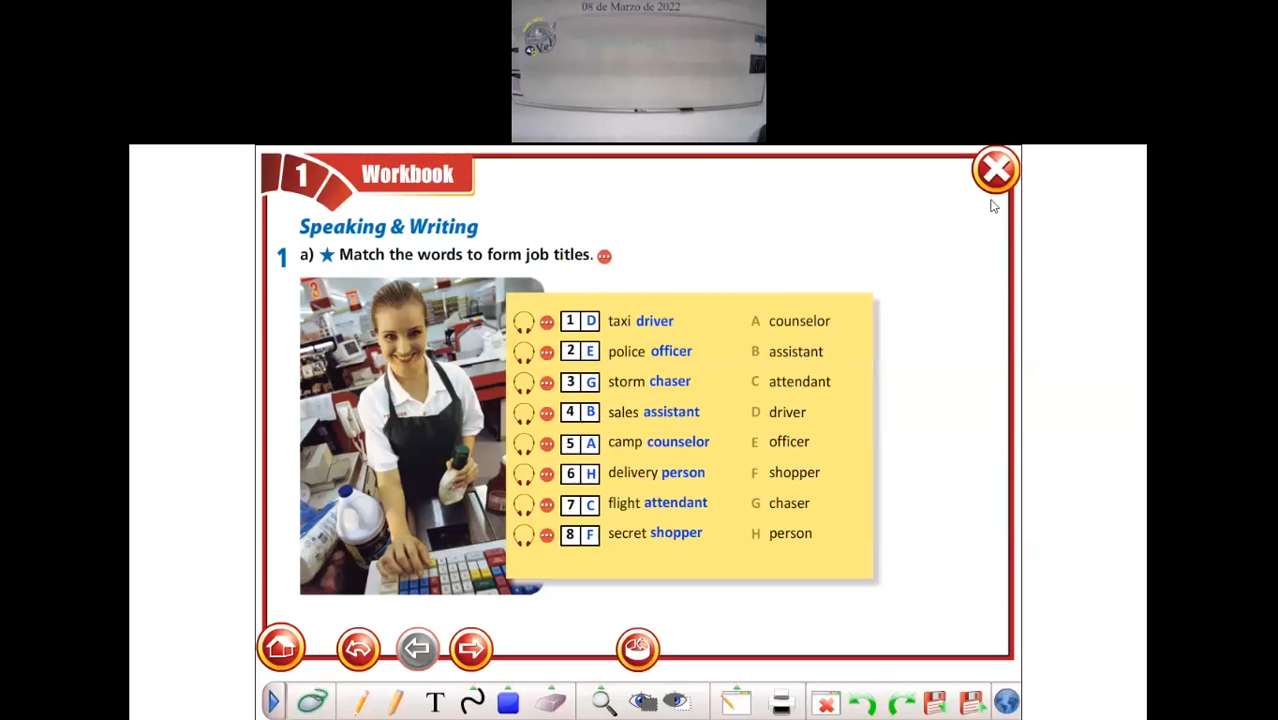 08 de Marzo de 2022
Vet
1 Workbook
Speaking & Writing
1 a) ★ Match the words to form job titles.
1 D taxi driver A counselor
2 E police officer B assistant
3 G storm chaser C attendant
4 B sales assistant D driver
5 A camp counselor E officer
6 H delivery person F shopper
7 C flight attendant G chaser
8 F secret shopper H person
T